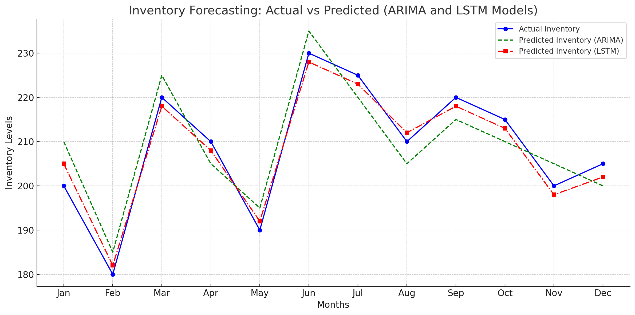 Inventory Forecasting: Actual vs Predicted (ARIMA and LSTM Models)
Actual Inventory
Predicted Inventory (ARIMA)
Predicted Inventory (LSTM)
Inventory Levels
230
220
210
200
190
180
Jan Feb Mar Apr May Jun Jul Aug Sep Oct Nov Dec
Months